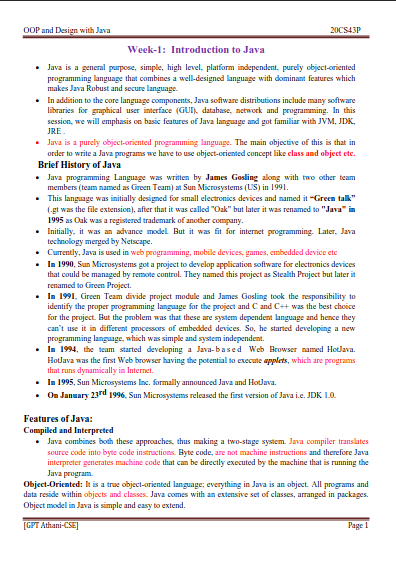 OOP and Design with Java 20CS43P
Week-1: Introduction to Java
• Java is a general purpose, simple, high level, platform independent, purely object-oriented
programming language that combines a well-designed language with dominant features which
makes Java Robust and secure language.
• In addition to the core language components, Java software distributions include many software
libraries for graphical user interface (GUI), database, network and programming. In this
session, we will emphasis on basic features of Java language and got familiar with JVM, JDK,
JRE .
• Java is a purely object-oriented programming language. The main objective of this is that in
order to write a Java programs we have to use object-oriented concept like class and object etc.
Brief History of Java
• Java programming Language was written by James Gosling along with two other team
members (team named as Green Team) at Sun Microsystems (US) in 1991.
• This language was initially designed for small electronics devices and named it “Green talk”
(.gt was the file extension), after that it was called "Oak" but later it was renamed to "Java" in
1995 as Oak was a registered trademark of another company.
• Initially, it was an advance model. But it was fit for internet programming. Later, Java
technology merged by Netscape.
• Currently, Java is used in web programming, mobile devices, games, embedded device etc
• In 1990, Sun Microsystems got a project to develop application software for electronics devices
that could be managed by remote control. They named this project as Stealth Project but later it
renamed to Green Project.
• In 1991, Green Team divide project module and James Gosling took the responsibility to
identify the proper programming language for the project and C and C++ was the best choice
for the project. But the problem was that these are system dependent language and hence they
can’t use it in different processors of embedded devices. So, he started developing a new
programming language, which was simple and system independent.
• In 1994, the team started developing a Java-based Web Browser named HotJava.
HotJava was the first Web browser having the potential to execute applets, which are programs
that runs dynamically in Internet.
• In 1995, Sun Microsystems Inc. formally announced Java and HotJava.
• On January 23rd 1996, Sun Microsystems released the first version of Java i.e. JDK 1.0.
Features of Java:
Compiled and Interpreted
• Java combines both these approaches, thus making a two-stage system. Java compiler translates
source code into byte code instructions. Byte code, are not machine instructions and therefore Java
interpreter generates machine code that can be directly executed by the machine that is running the
Java program.
Object-Oriented: It is a true object-oriented language; everything in Java is an object. All programs and
data reside within objects and classes. Java comes with an extensive set of classes, arranged in packages.
Object model in Java is simple and easy to extend.
[GPT Athani-CSE] Page 1